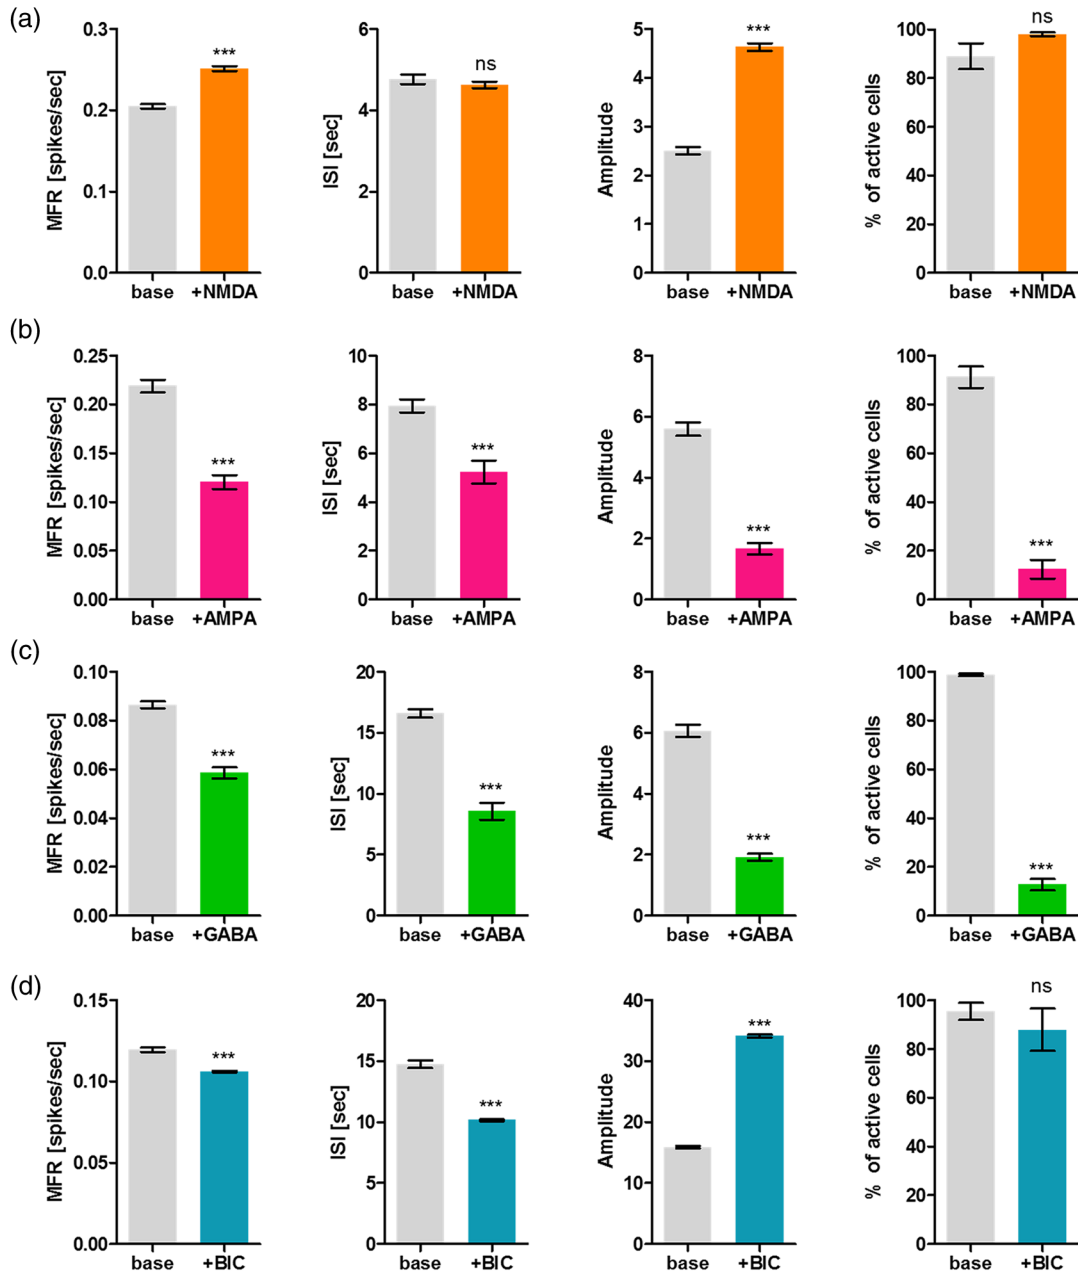 (a)
MFR [spikes/sec]
0.3
0.2
0.1
0.0
***
base +NMDA
ISI [sec]
6
4
2
0
ns
base +NMDA
Amplitude
5
4
3
2
1
0
***
base +NMDA
% of active cells
100
80
60
40
20
0
ns
base +NMDA
(b)
MFR [spikes/sec]
0.25
0.20
0.15
0.10
0.05
0.00
***
base +AMPA
ISI [sec]
10
8
6
4
2
0
***
base +AMPA
Amplitude
8
6
4
2
0
***
base +AMPA
% of active cells
100
80
60
40
20
0
***
base +AMPA
(c)
MFR [spikes/sec]
0.10
0.08
0.06
0.04
0.02
0.00
***
base +GABA
ISI [sec]
20
15
10
5
0
***
base +GABA
Amplitude
8
6
4
2
0
***
base +GABA
% of active cells
100
80
60
40
20
0
***
base +GABA
(d)
MFR [spikes/sec]
0.15
0.10
0.05
0.00
***
base +BIC
ISI [sec]
20
15
10
5
0
***
base +BIC
Amplitude
40
30
20
10
0
***
base +BIC
% of active cells
100
80
60
40
20
0
ns
base +BIC